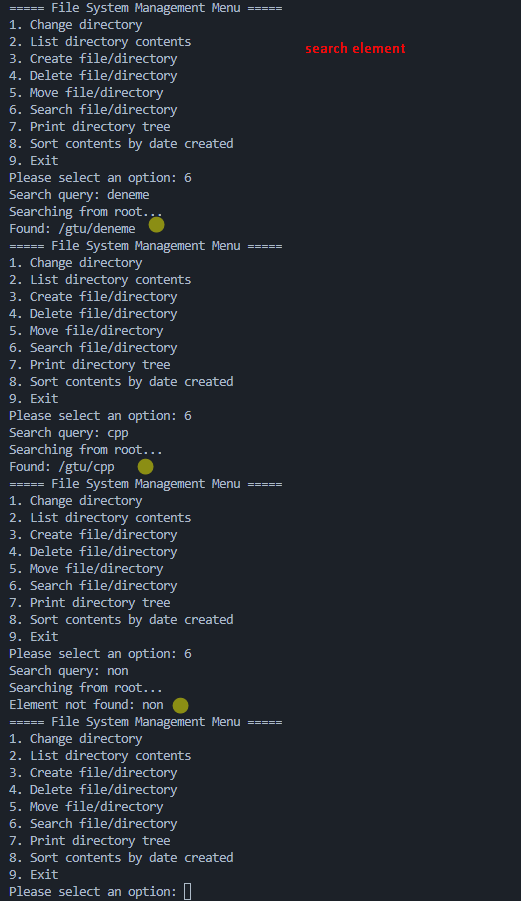 ===== File System Management Menu =====
1. Change directory
2. List directory contents
search element
3. Create file/directory
4. Delete file/directory
5. Move file/directory
6. Search file/directory
7. Print directory tree
8. Sort contents by date created
9. Exit
Please select an option: 6
Search query: deneme
Searching from root...
Found: /gtu/deneme
===== File System Management Menu =====
1. Change directory
2. List directory contents
3. Create file/directory
4. Delete file/directory
5. Move file/directory
6. Search file/directory
7. Print directory tree
8. Sort contents by date created
9. Exit
Please select an option: 6
Search query: cpp
Searching from root...
Found: /gtu/cpp
===== File System Management Menu =====
1. Change directory
2. List directory contents
3. Create file/directory
4. Delete file/directory
5. Move file/directory
6. Search file/directory
7. Print directory tree
8. Sort contents by date created
9. Exit
Please select an option: 6
Search query: non
Searching from root...
Element not found: non
===== File System Management Menu =====
1. Change directory
2. List directory contents
3. Create file/directory
4. Delete file/directory
5. Move file/directory
6. Search file/directory
7. Print directory tree
8. Sort contents by date created
9. Exit
Please select an option: